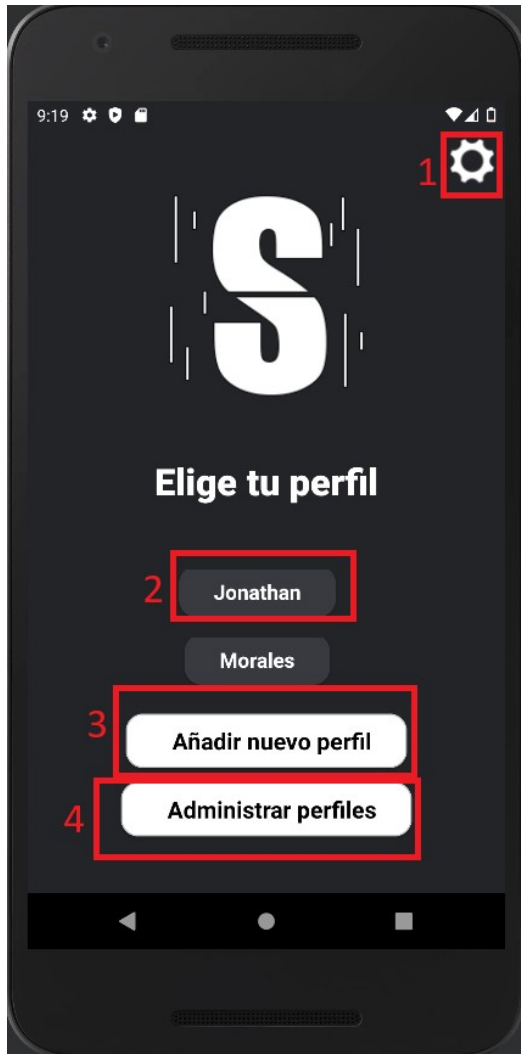 9:19
1
S
Elige tu perfil
2 Jonathan
Morales
3 Añadir nuevo perfil
4 Administrar perfiles